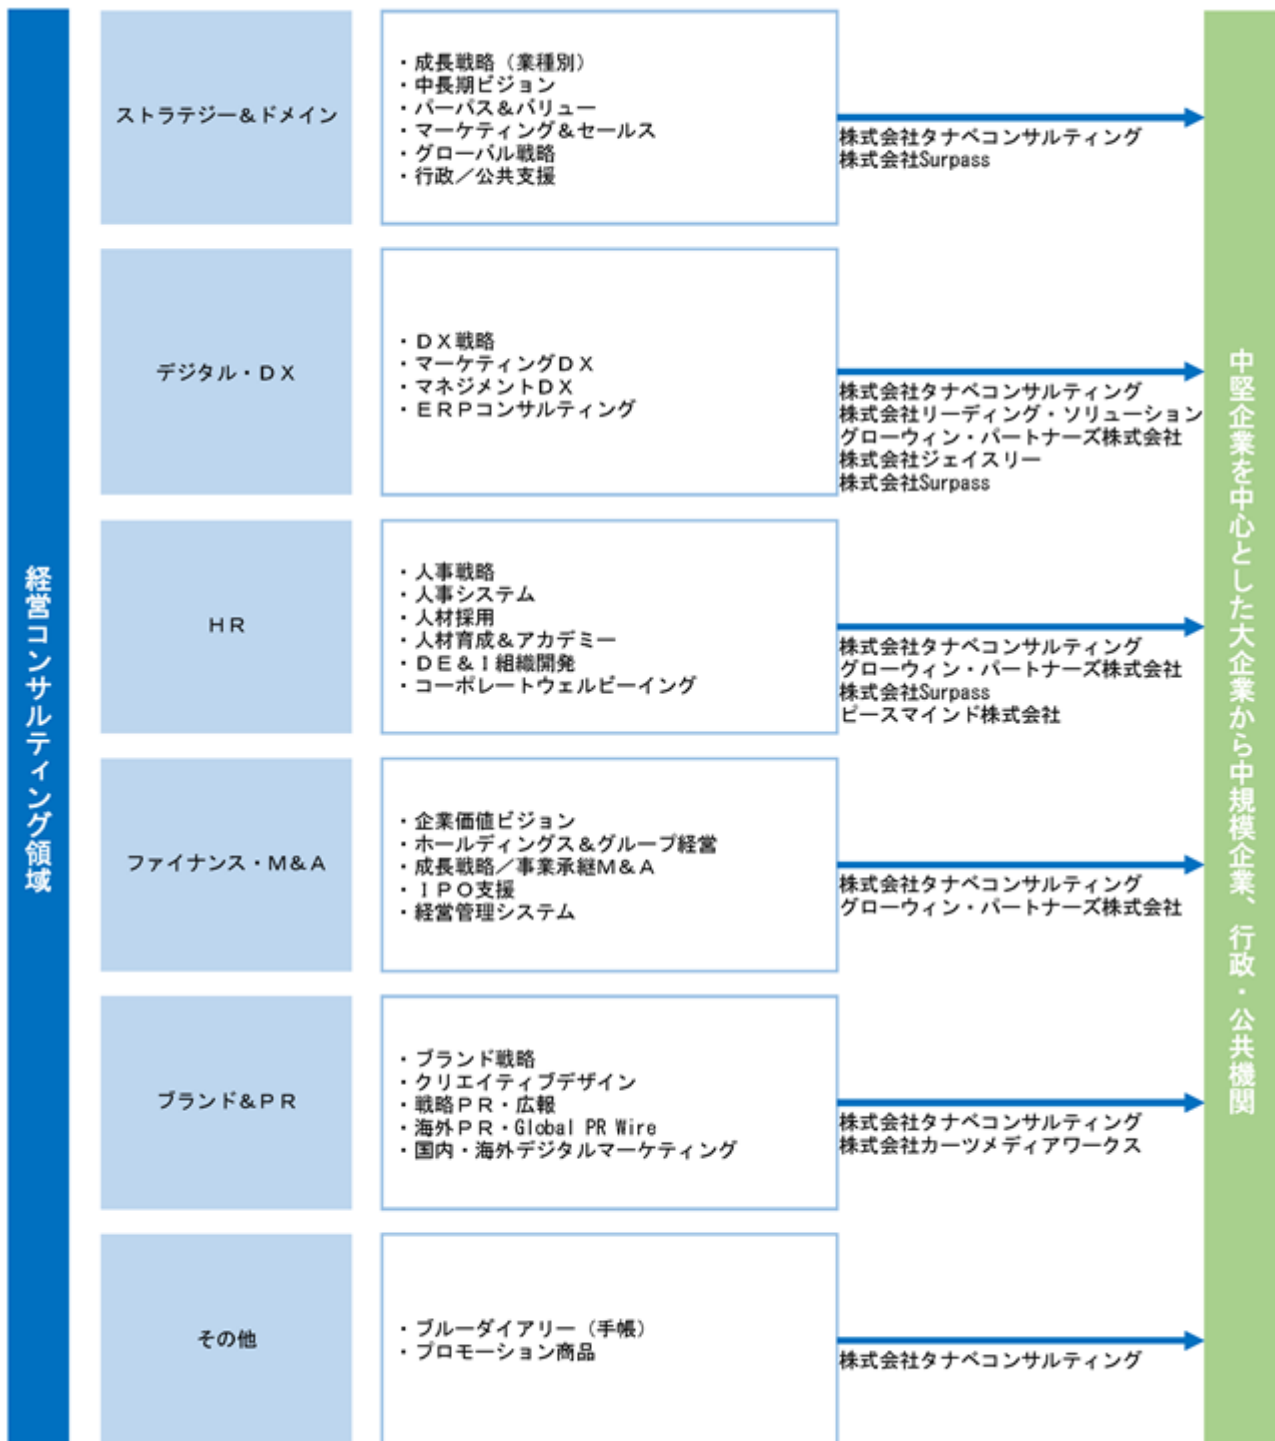 経営コンサルティング領域
ストラテジー＆ドメイン
・成長戦略（業種別）
・中長期ビジョン
・パーパス＆バリュー
・マーケティング＆セールス
・グローバル戦略
・行政／公共支援
株式会社タナベコンサルティング
株式会社Surpass
デジタル・ＤＸ
・ＤＸ戦略
・マーケティングＤＸ
・マネジメントＤＸ
・ＥＲＰコンサルティング
株式会社タナベコンサルティング
株式会社リーディング・ソリューション
グローウィン・パートナーズ株式会社
株式会社ジェイスリー
株式会社Surpass
ＨＲ
・人事戦略
・人事システム
・人材採用
・人材育成＆アカデミー
・ＤＥ＆Ｉ組織開発
・コーポレートウェルビーイング
株式会社タナベコンサルティング
グローウィン・パートナーズ株式会社
株式会社Surpass
ピースマインド株式会社
ファイナンス・Ｍ＆Ａ
・企業価値ビジョン
・ホールディングス＆グループ経営
・成長戦略／事業承継Ｍ＆Ａ
・ＩＰＯ支援
・経営管理システム
株式会社タナベコンサルティング
グローウィン・パートナーズ株式会社
ブランド＆ＰＲ
・ブランド戦略
・クリエイティブデザイン
・戦略ＰＲ・広報
・海外ＰＲ・Global PR Wire
・国内・海外デジタルマーケティング
株式会社タナベコンサルティング
株式会社カーツメディアワークス
その他
・ブルーダイアリー（手帳）
・プロモーション商品
株式会社タナベコンサルティング
中堅企業を中心とした大企業から中規模企業、行政・公共機関